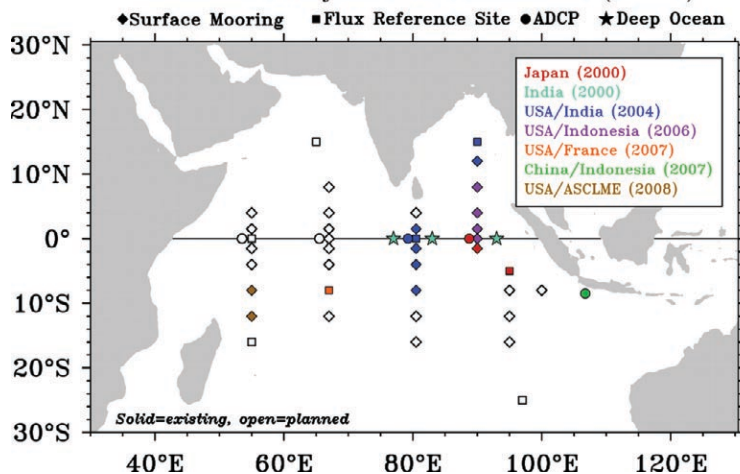 Surface Mooring Flux Reference Site ADCP Deep Ocean
30°N
20°N
10°N
0°
10°S
20°S
30°S
Japan (2000)
India (2000)
USA/India (2004)
USA/Indonesia (2006)
USA/France (2007)
China/Indonesia (2007)
USA/ASCLME (2008)
Solid=existing, open=planned
40°E 60°E 80°E 100°E 120°E